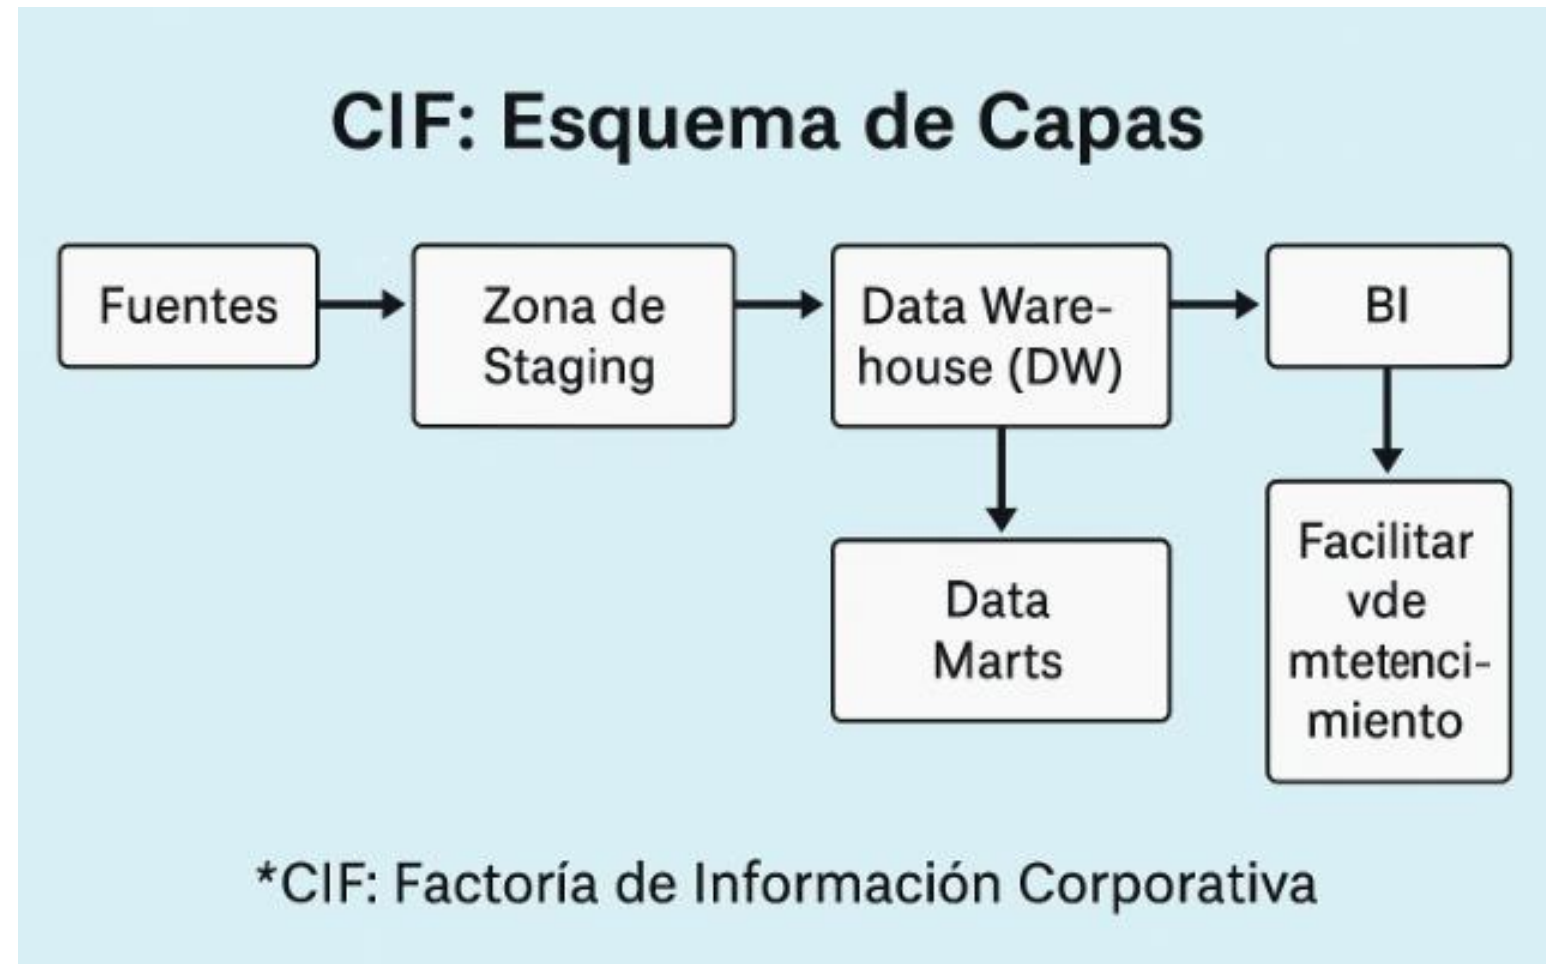 CIF: Esquema de Capas
Fuentes
Zona de
Staging
Data Ware-
house (DW)
BI
Data
Marts
Facilitar
vde
mtetenci-
miento
*CIF: Factoría de Información Corporativa